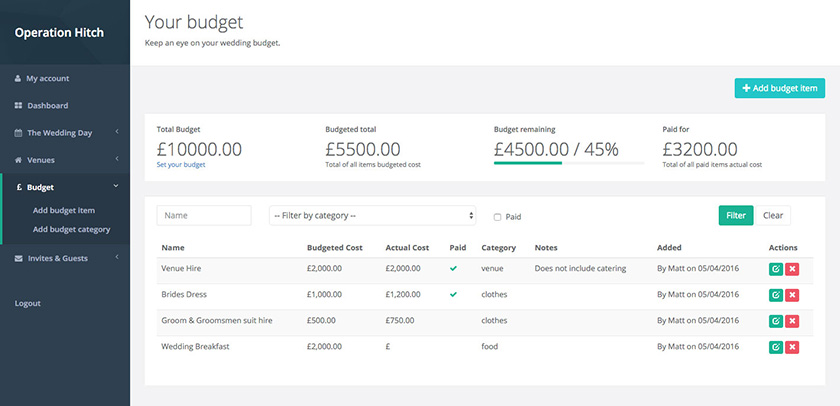 Operation Hitch
My account
Dashboard
The Wedding Day
Venues
£ Budget
Add budget item
Add budget category
Invites & Guests
Logout
Your budget
Keep an eye on your wedding budget.
+ Add budget item
Total Budget
£10000.00
Set your budget
Budgeted total
£5500.00
Total of all items budgeted cost
Budget remaining
£4500.00 / 45%
Paid for
£3200.00
Total of all paid items actual cost
Name -- Filter by category -- Paid Filter Clear
Name Budgeted Cost Actual Cost Paid Category Notes Added Actions
Venue Hire £2,000.00 £2,000.00 venue Does not include catering By Matt on 05/04/2016
Brides Dress £1,000.00 £1,200.00 clothes By Matt on 05/04/2016
Groom & Groomsmen suit hire £500.00 £750.00 clothes By Matt on 05/04/2016
Wedding Breakfast £2,000.00 £ food By Matt on 05/04/2016